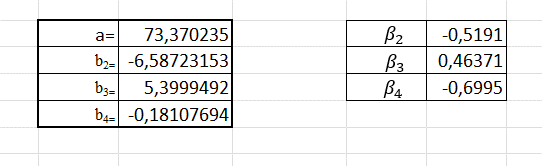 a= 73,370235
b₂= -6,58723153
b₃= 5,3999492
b₄= -0,18107694
β₂ -0,5191
β₃ 0,46371
β₄ -0,6995